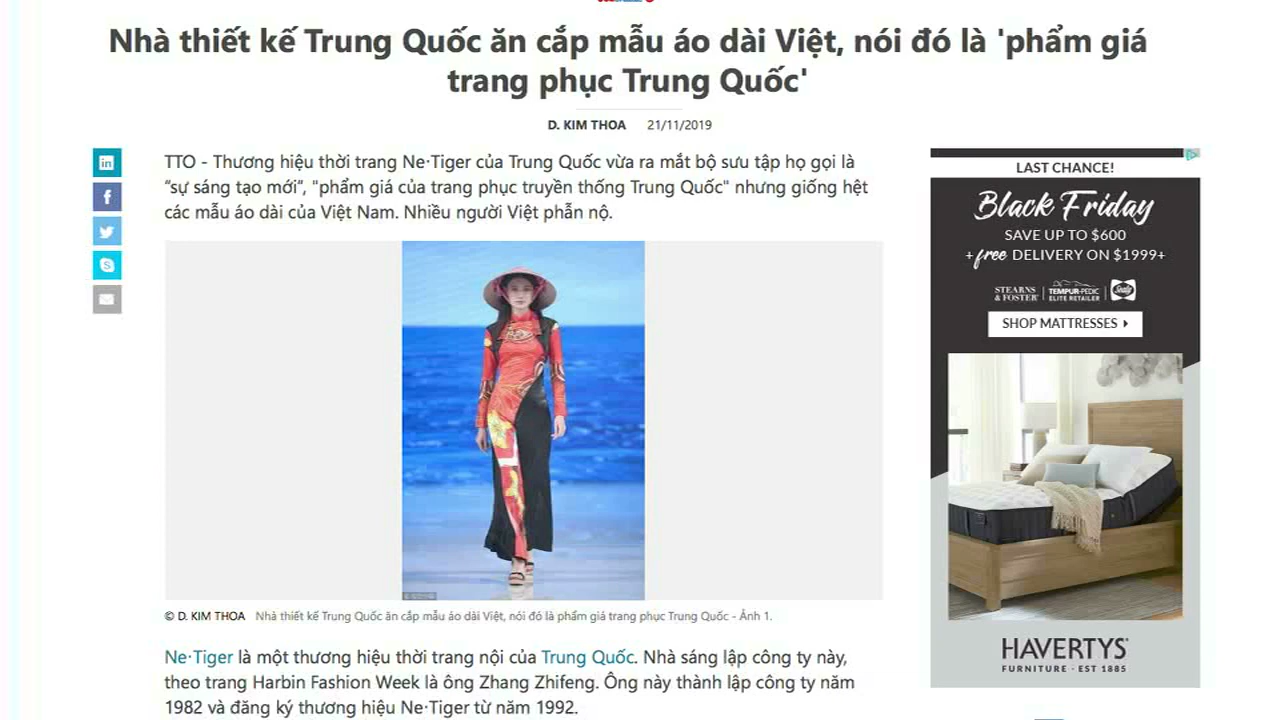 Nhà thiết kế Trung Quốc ăn cắp mẫu áo dài Việt, nói đó là 'phẩm giá
trang phục Trung Quốc'
D. KIM THOA 21/11/2019
TTO - Thương hiệu thời trang Ne·Tiger của Trung Quốc vừa ra mắt bộ sưu tập họ gọi là
“sự sáng tạo mới”, "phẩm giá của trang phục truyền thống Trung Quốc" nhưng giống hệt
các mẫu áo dài của Việt Nam. Nhiều người Việt phẫn nộ.
© D. KIM THOA Nhà thiết kế Trung Quốc ăn cắp mẫu áo dài Việt, nói đó là phẩm giá trang phục Trung Quốc - Ảnh 1.
Ne·Tiger là một thương hiệu thời trang nội của Trung Quốc. Nhà sáng lập công ty này,
theo trang Harbin Fashion Week là ông Zhang Zhifeng. Ông này thành lập công ty năm
1982 và đăng ký thương hiệu Ne·Tiger từ năm 1992.
LAST CHANCE!
Black Friday
SAVE UP TO $600
+ free DELIVERY ON $1999+
STEARNS
& FOSTER
TEMPUR-PEDIC
ELITE RETAILER
Sealy
SHOP MATTRESSES
HAVERTYS
FURNITURE · EST 1885